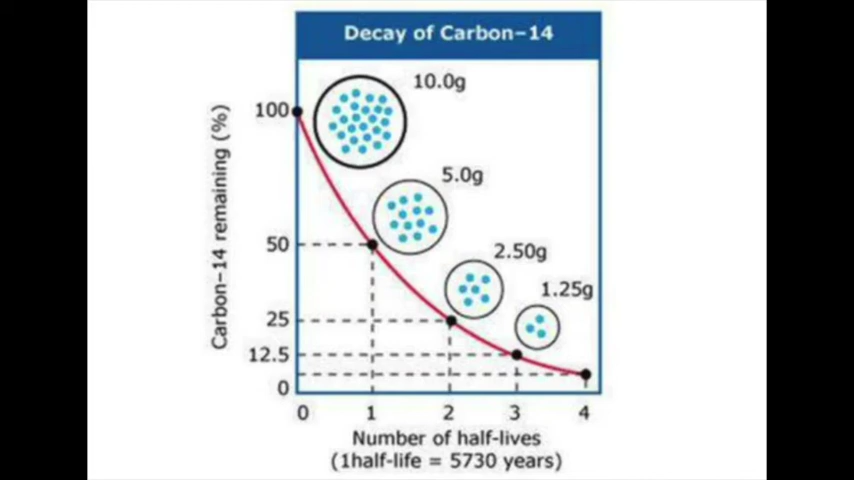 Decay of Carbon-14
10.0g
100
5.0g
Carbon-14 remaining (%)
50
2.50g
1.25g
25
12.5
0
0 1 2 3 4
Number of half-lives
(1half-life = 5730 years)